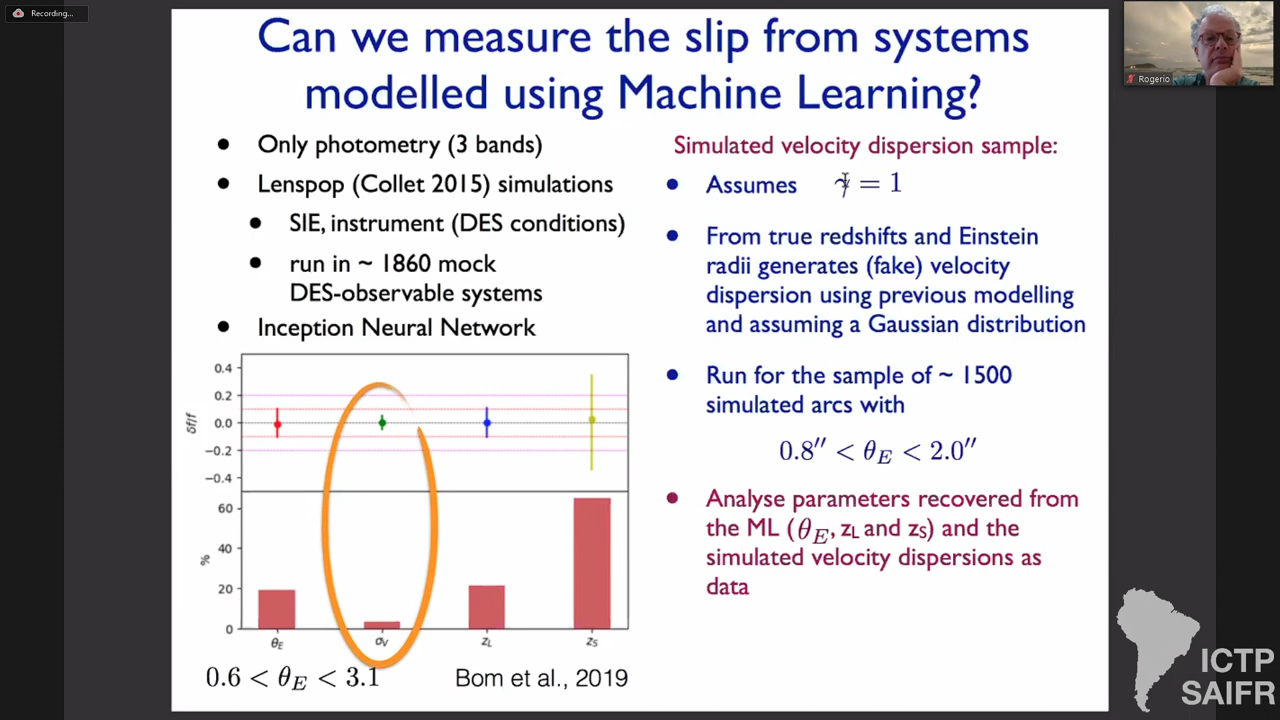 Recording...
Can we measure the slip from systems
modelled using Machine Learning?
Rogerio
• Only photometry (3 bands)
• Lenspop (Collet 2015) simulations
• SIE, instrument (DES conditions)
• run in ~ 1860 mock
DES-observable systems
• Inception Neural Network
0.4
0.2
0.0
−0.2
−0.4
δf/f
60
40
20
0
%
θE
σV
zL
zS
0.6 < θE < 3.1
Bom et al., 2019
Simulated velocity dispersion sample:
• Assumes γ = 1
• From true redshifts and Einstein
radii generates (fake) velocity
dispersion using previous modelling
and assuming a Gaussian distribution
• Run for the sample of ~ 1500
simulated arcs with
0.8″ < θE < 2.0″
• Analyse parameters recovered from
the ML (θE, zL and zS) and the
simulated velocity dispersions as
data
ICTP
SAIFR